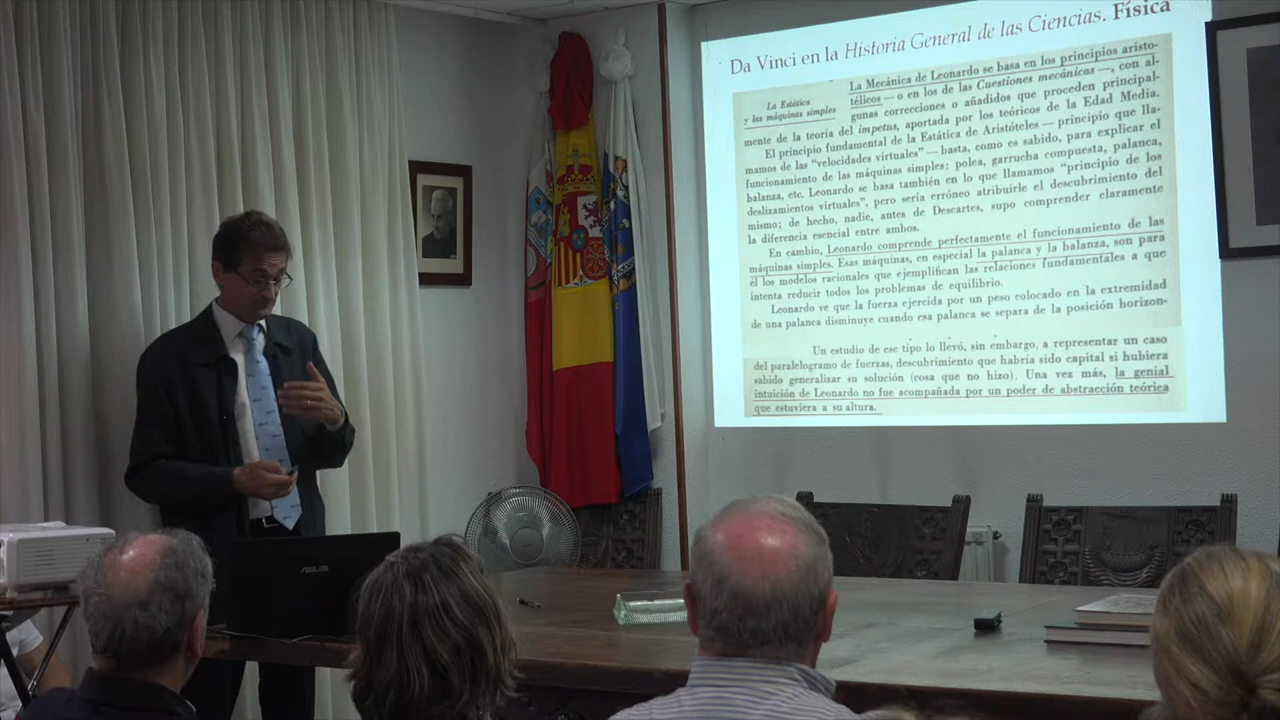 Da Vinci en la Historia General de las Ciencias. Física
La Estática
y las máquinas simples
La Mecánica de Leonardo se basa en los principios aristo-
télicos — o en los de las Cuestiones mecánicas —, con al-
gunas correcciones o añadidos que proceden principal-
mente de la teoría del impetus, aportada por los teóricos de la Edad Media.
El principio fundamental de la Estática de Aristóteles — principio que lla-
mamos de las "velocidades virtuales" — basta, como es sabido, para explicar el
funcionamiento de las máquinas simples: polea, garrucha compuesta, palanca,
balanza, etc. Leonardo se basa también en lo que llamamos "principio de los
deslizamientos virtuales", pero sería erróneo atribuirle el descubrimiento del
mismo; de hecho, nadie, antes de Descartes, supo comprender claramente
la diferencia esencial entre ambos.
En cambio, Leonardo comprende perfectamente el funcionamiento de las
máquinas simples. Esas máquinas, en especial la palanca y la balanza, son para
él los modelos racionales que ejemplifican las relaciones fundamentales a que
intenta reducir todos los problemas de equilibrio.
Leonardo ve que la fuerza ejercida por un peso colocado en la extremidad
de una palanca disminuye cuando esa palanca se separa de la posición horizon-
Un estudio de ese tipo lo llevó, sin embargo, a representar un caso
del paralelogramo de fuerzas, descubrimiento que habría sido capital si hubiera
sabido generalizar su solución (cosa que no hizo). Una vez más, la genial
intuición de Leonardo no fue acompañada por un poder de abstracción teórica
que estuviera a su altura.
ASUS